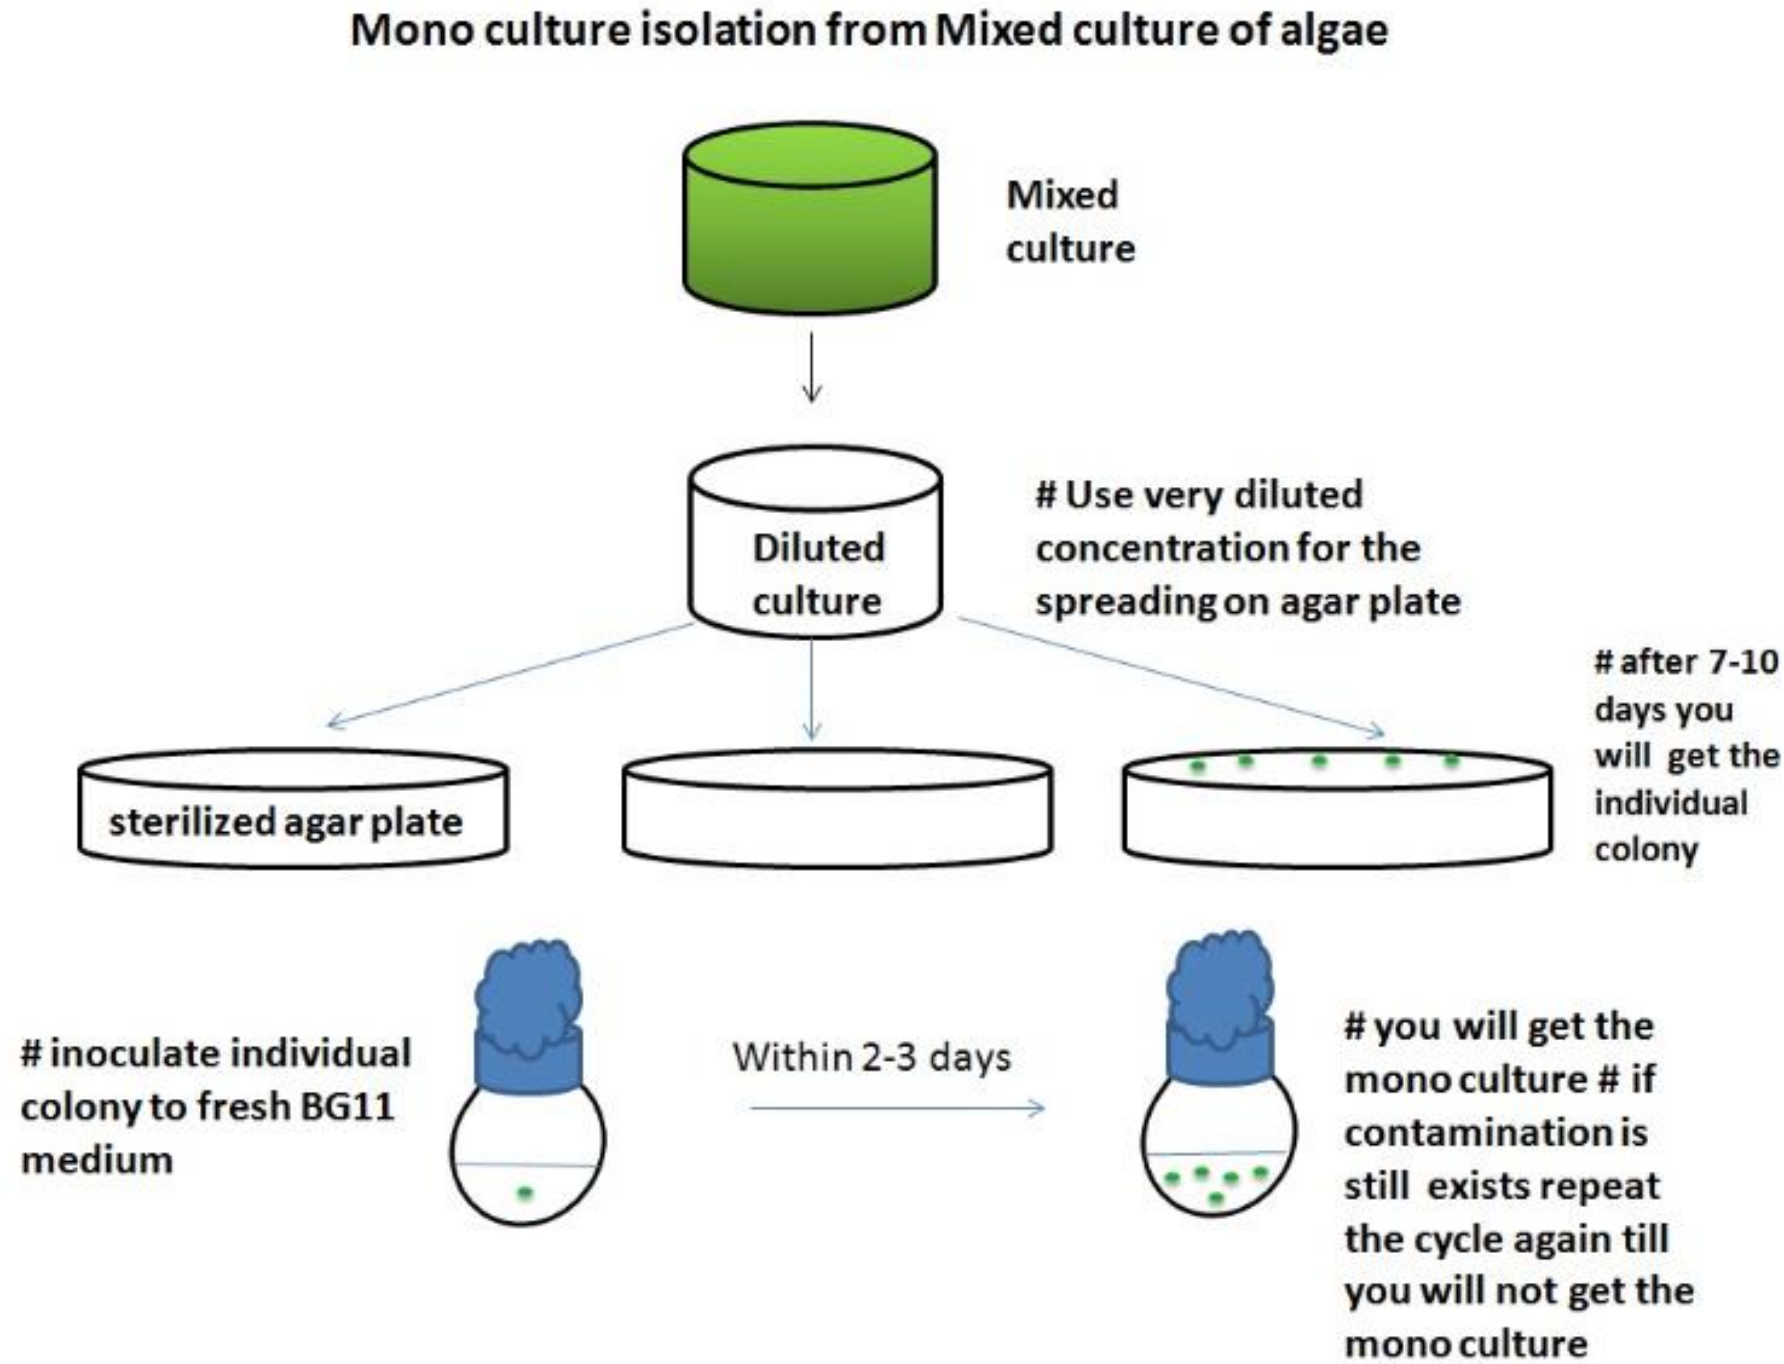 Mono culture isolation from Mixed culture of algae
Mixed
culture
Diluted
culture
# Use very diluted
concentration for the
spreading on agar plate
# after 7-10
days you
will get the
individual
colony
sterilized agar plate
# inoculate individual
colony to fresh BG11
medium
Within 2-3 days
# you will get the
mono culture # if
contamination is
still exists repeat
the cycle again till
you will not get the
mono culture